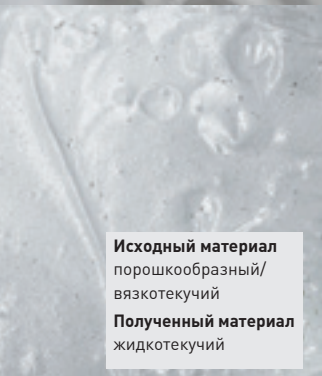 Исходный материал
порошкообразный/
вязкотекучий
Полученный материал
жидкотекучий